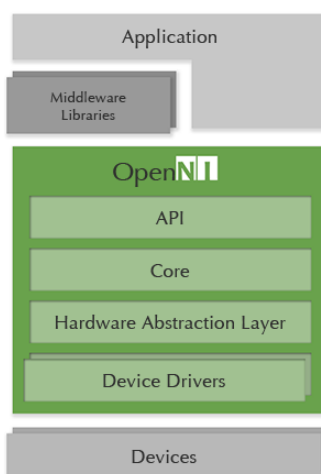 Application
Middleware
Libraries
OpenNI
API
Core
Hardware Abstraction Layer
Device Drivers
Devices